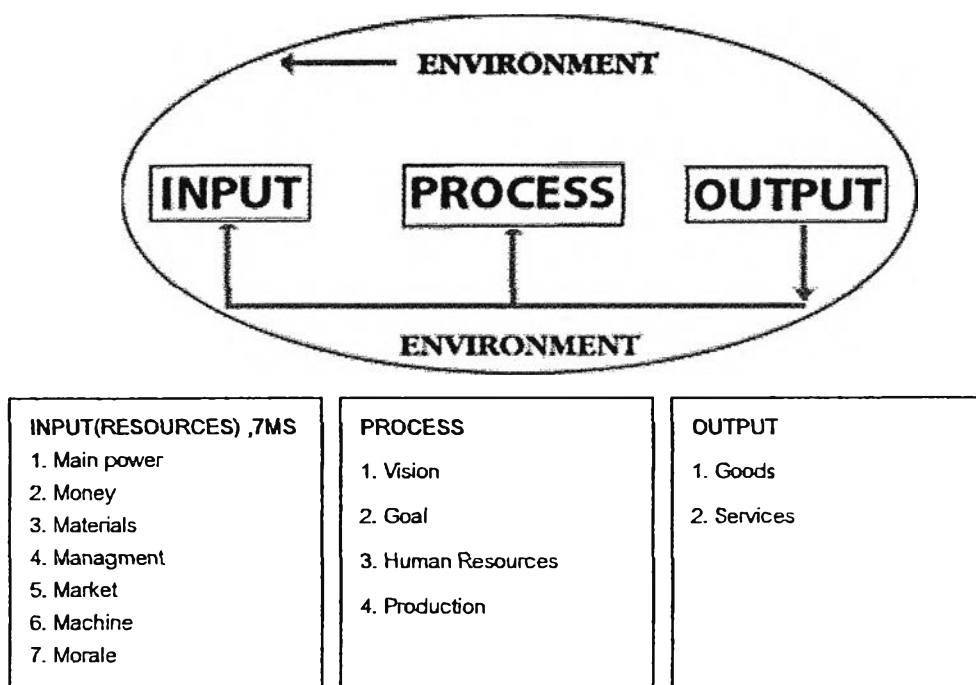 ENVIRONMENT
INPUT PROCESS OUTPUT
ENVIRONMENT
INPUT(RESOURCES) ,7MS
1. Main power
2. Money
3. Materials
4. Managment
5. Market
6. Machine
7. Morale
PROCESS
1. Vision
2. Goal
3. Human Resources
4. Production
OUTPUT
1. Goods
2. Services